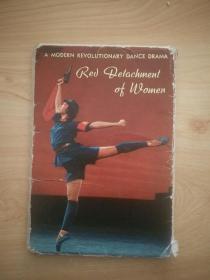 A MODERN REVOLUTIONARY DANCE DRAMA
Red Detachment
of Women